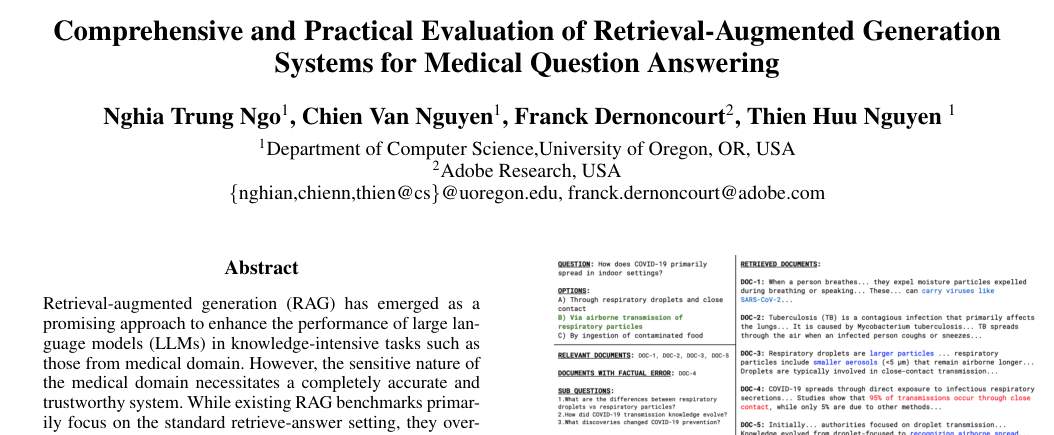 Comprehensive and Practical Evaluation of Retrieval-Augmented Generation
Systems for Medical Question Answering
Nghia Trung Ngo1, Chien Van Nguyen1, Franck Dernoncourt2, Thien Huu Nguyen 1
1Department of Computer Science,University of Oregon, OR, USA
2Adobe Research, USA
{nghian,chienn,thien@cs}@uoregon.edu, franck.dernoncourt@adobe.com
Abstract
Retrieval-augmented generation (RAG) has emerged as a
promising approach to enhance the performance of large lan-
guage models (LLMs) in knowledge-intensive tasks such as
those from medical domain. However, the sensitive nature of
the medical domain necessitates a completely accurate and
trustworthy system. While existing RAG benchmarks primar-
ily focus on the standard retrieve-answer setting, they over-
QUESTION: How does COVID-19 primarily
spread in indoor settings?
OPTIONS:
A) Through respiratory droplets and close
contact
B) Via airborne transmission of
respiratory particles
C) By ingestion of contaminated food
RELEVANT DOCUMENTS: DOC-1, DOC-2, DOC-3, DOC-5
DOCUMENTS WITH FACTUAL ERROR: DOC-4
SUB QUESTIONS:
1.What are the differences between respiratory
droplets vs respiratory particles?
2.How did COVID-19 transmission knowledge evolve?
3.What discoveries changed COVID-19 prevention?
RETRIEVED DOCUMENTS:
DOC-1: When a person breathes... they expel moisture particles expelled
during breathing or speaking... These... can carry viruses like
SARS-CoV-2...
DOC-2: Tuberculosis (TB) is a contagious infection that primarily affects
the lungs... It is caused by Mycobacterium tuberculosis... TB spreads
through the air when an infected person coughs or sneezes...
DOC-3: Respiratory droplets are larger particles ... respiratory
particles include smaller aerosols (<5 μm) that remain airborne longer...
Droplets are typically involved in close-contact transmission...
DOC-4: COVID-19 spreads through direct exposure to infectious respiratory
secretions... Studies show that 95% of transmissions occur through close
contact, while only 5% are due to other methods...
DOC-5: Initially... authorities focused on droplet transmission...
Knowledge evolved from droplet-focused to recognizing airborne spread